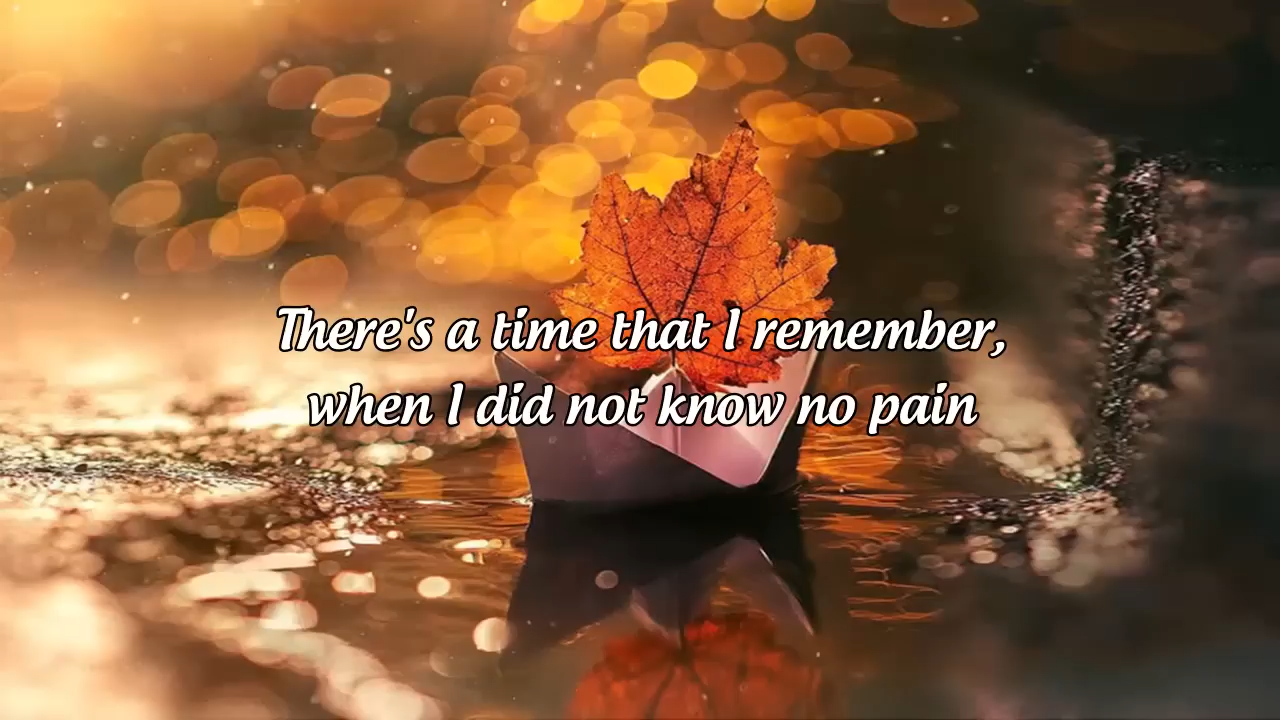 There's a time that I remember,
when I did not know no pain